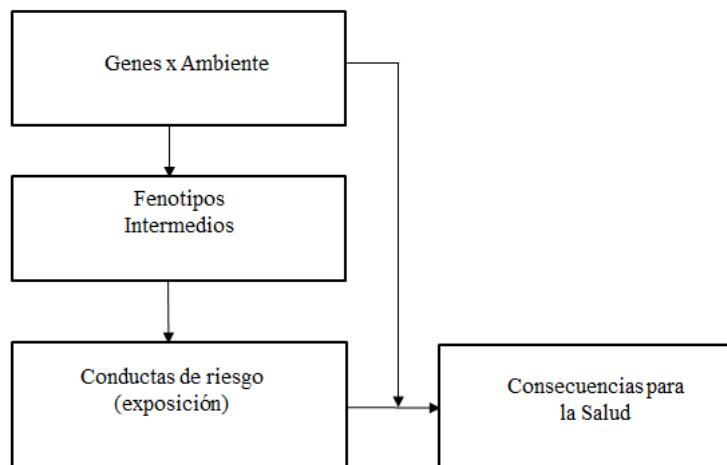 Genes x Ambiente
Fenotipos
Intermedios
Conductas de riesgo
(exposición)
Consecuencias para
la Salud